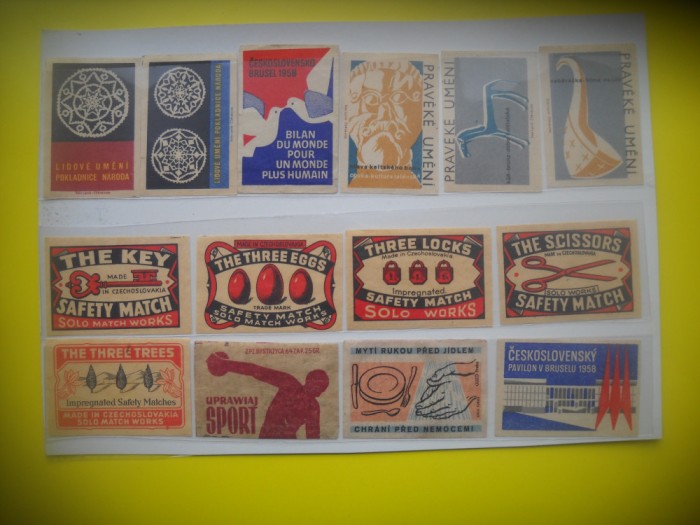 LIDOVÉ UMĚNÍ
POKLADNICE NÁRODA
LIDOVÉ UMĚNÍ POKLADNICE NÁRODA
ČESKOSLOVENSKO
BRUSEL 1958
BILAN
DU MONDE
POUR
UN MONDE
PLUS HUMAIN
PRAVĚKÉ UMĚNÍ
PRAVĚKÉ UMĚNÍ
PRAVĚKÉ UMĚNÍ
THE KEY
MADE
IN CZECHOSLOVAKIA
SAFETY MATCH
SOLO MATCH WORKS
MADE IN CZECHOSLOVAKIA
THE THREE EGGS
TRADE MARK
SAFETY MATCH
SOLO MATCH WORKS
THREE LOCKS
Made in Czechoslovakia
Impregnated
SAFETY MATCH
SOLO WORKS
THE SCISSORS
MADE IN CZECHOSLOVAKIA
SOLO WORKS
SAFETY MATCH
THE THREE TREES
Impregnated Safety Matches
MADE IN CZECHOSLOVAKIA
SOLO MATCH WORKS
UPRAWIAJ
SPORT
MYTÍ RUKOU PŘED JÍDLEM
CHRÁNÍ PŘED NEMOCEMI
ČESKOSLOVENSKÝ
PAVILON V BRUSELU 1958